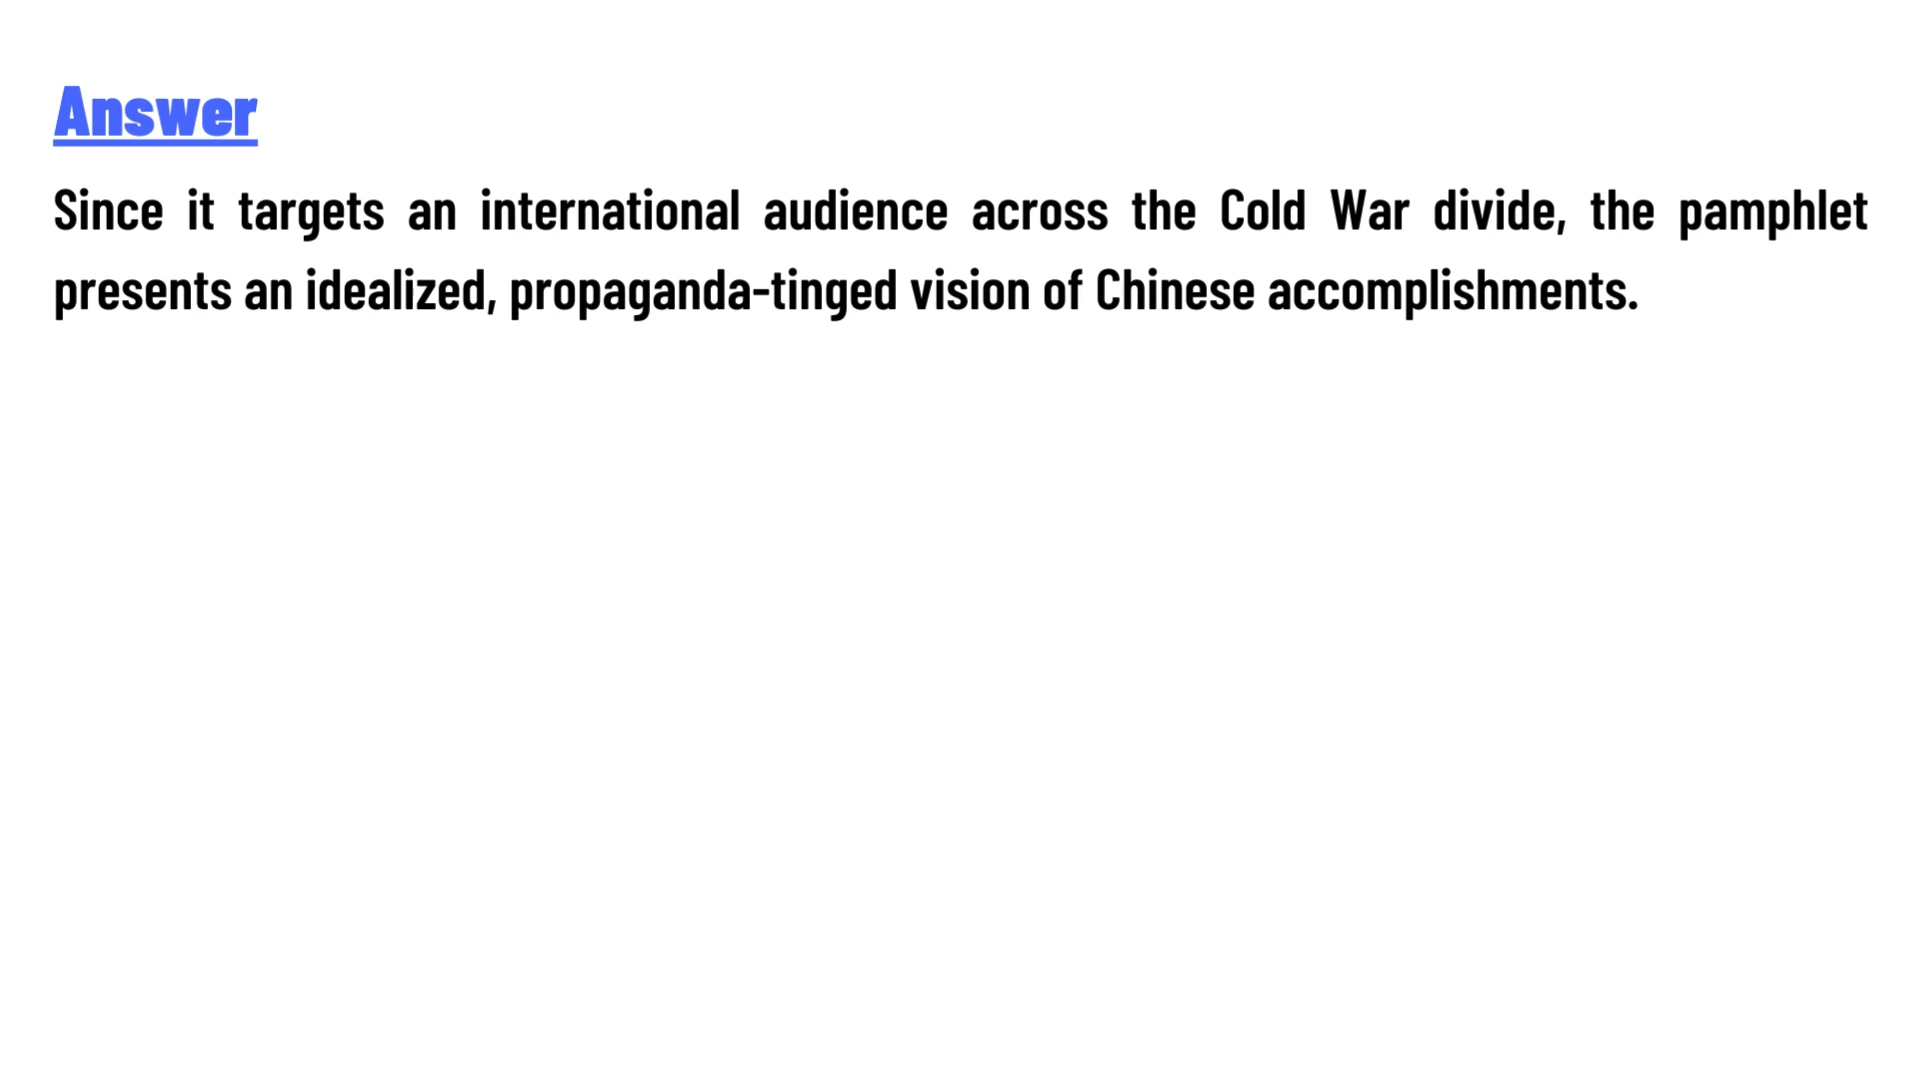 Answer
Since it targets an international audience across the Cold War divide, the pamphlet
presents an idealized, propaganda-tinged vision of Chinese accomplishments.